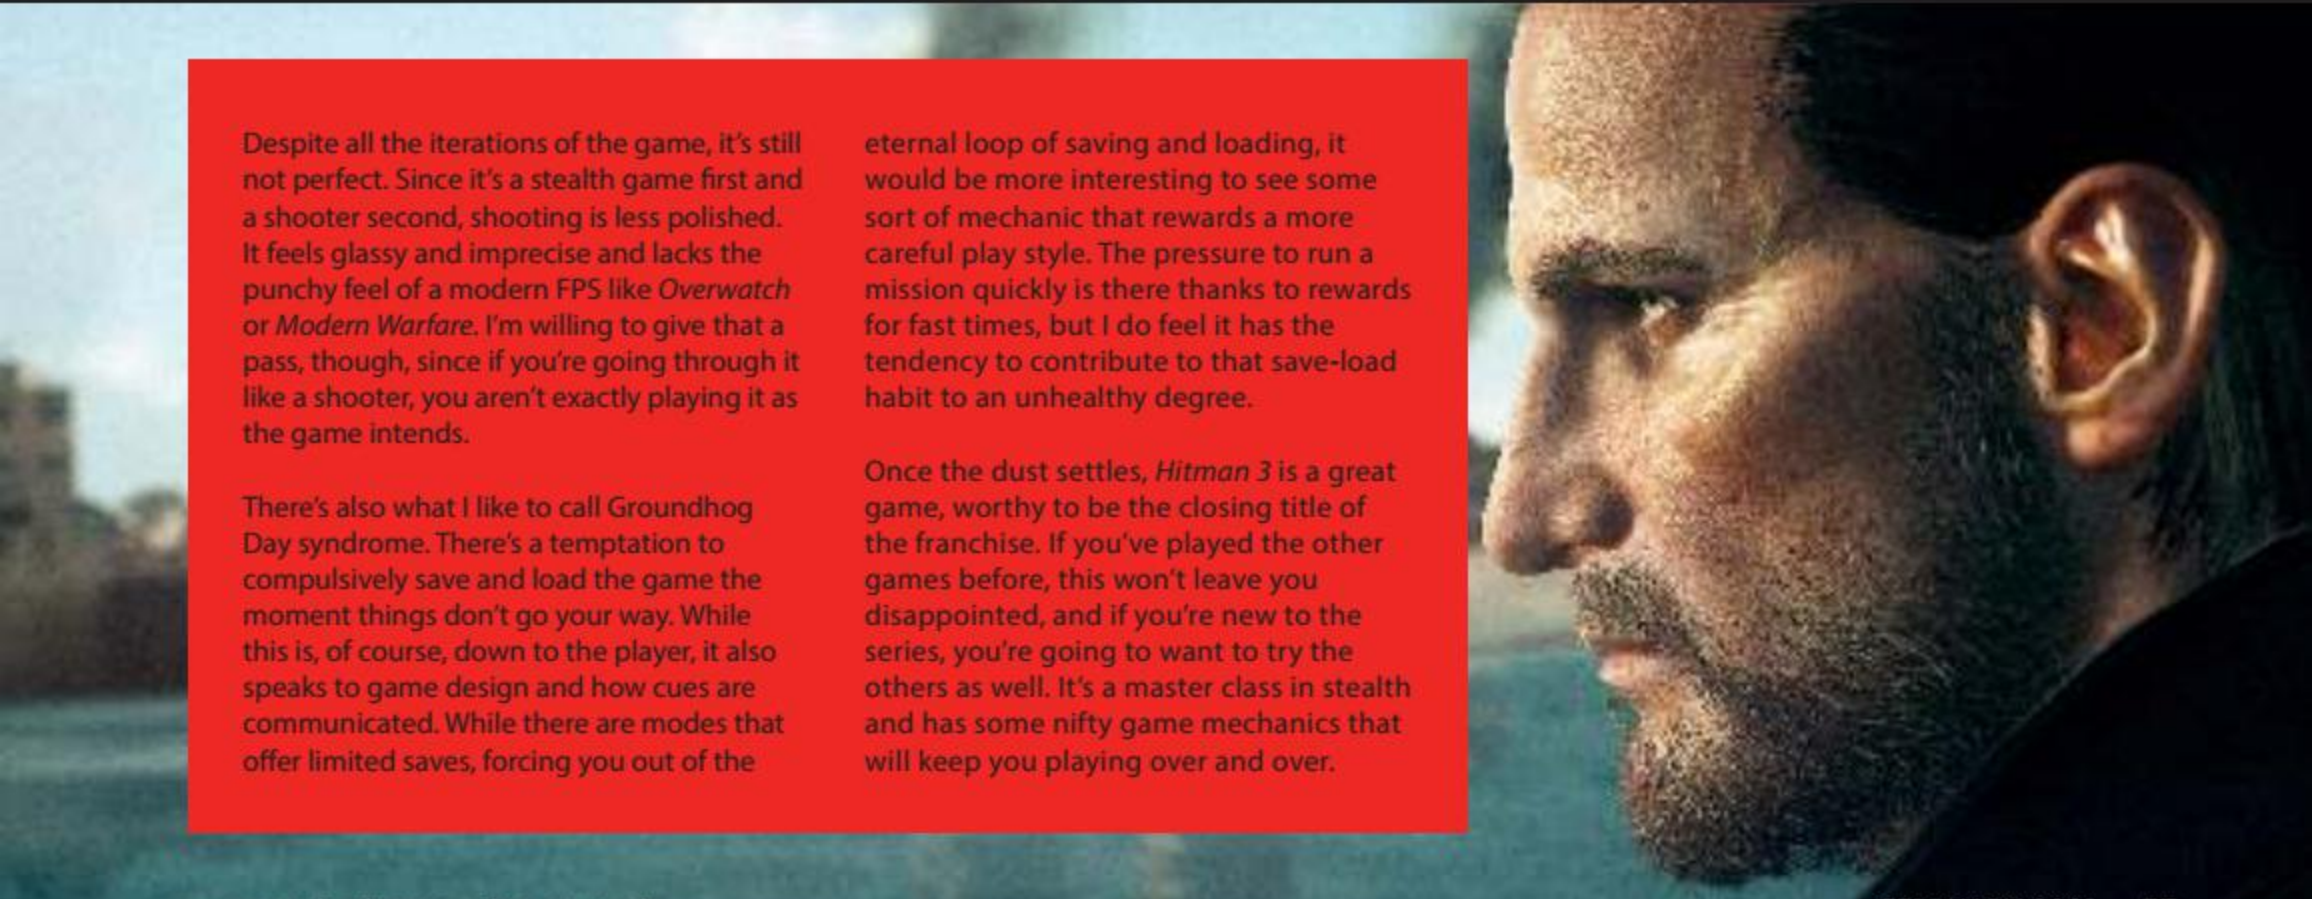 Despite all the iterations of the game, it's still
not perfect. Since it's a stealth game first and
a shooter second, shooting is less polished.
It feels glassy and imprecise and lacks the
punchy feel of a modern FPS like Overwatch
or Modern Warfare. I'm willing to give that a
pass, though, since if you're going through it
like a shooter, you aren't exactly playing it as
the game intends.
There's also what I like to call Groundhog
Day syndrome. There's a temptation to
compulsively save and load the game the
moment things don't go your way. While
this is, of course, down to the player, it also
speaks to game design and how cues are
communicated. While there are modes that
offer limited saves, forcing you out of the
eternal loop of saving and loading, it
would be more interesting to see some
sort of mechanic that rewards a more
careful play style. The pressure to run a
mission quickly is there thanks to rewards
for fast times, but I do feel it has the
tendency to contribute to that save-load
habit to an unhealthy degree.
Once the dust settles, Hitman 3 is a great
game, worthy to be the closing title of
the franchise. If you've played the other
games before, this won't leave you
disappointed, and if you're new to the
series, you're going to want to try the
others as well. It's a master class in stealth
and has some nifty game mechanics that
will keep you playing over and over.